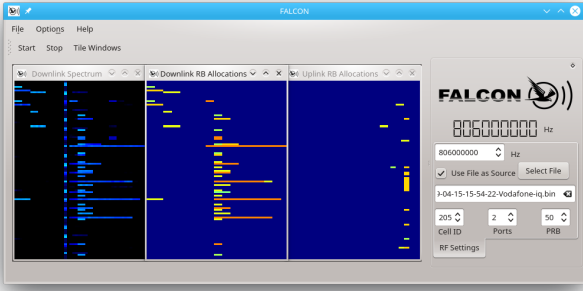 FALCON
File Options Help
Start Stop Tile Windows
Downlink Spectrum
Downlink RB Allocations
Uplink RB Allocations
FALCON
806000000 Hz
806000000 Hz
Use File as Source Select File
-04-15-15-54-22-Vodafone-iq.bin
205 2 50
Cell ID Ports PRB
RF Settings